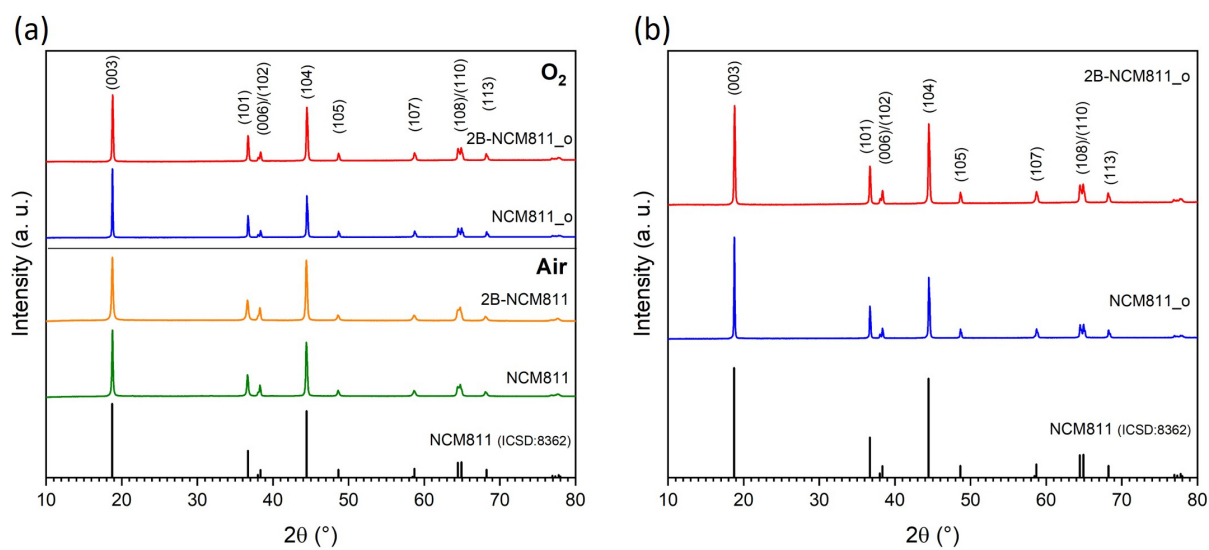 (a)
O2
(003)
(101)
(006)/(102)
(104)
(105)
(107)
(108)/(110)
(113)
2B-NCM811_o
NCM811_o
Air
2B-NCM811
NCM811
NCM811 (ICSD:8362)
Intensity (a. u.)
10 20 30 40 50 60 70 80
2θ (°)
(b)
2B-NCM811_o
(003)
(101)
(006)/(102)
(104)
(105)
(107)
(108)/(110)
(113)
NCM811_o
NCM811 (ICSD:8362)
Intensity (a. u.)
10 20 30 40 50 60 70 80
2θ (°)